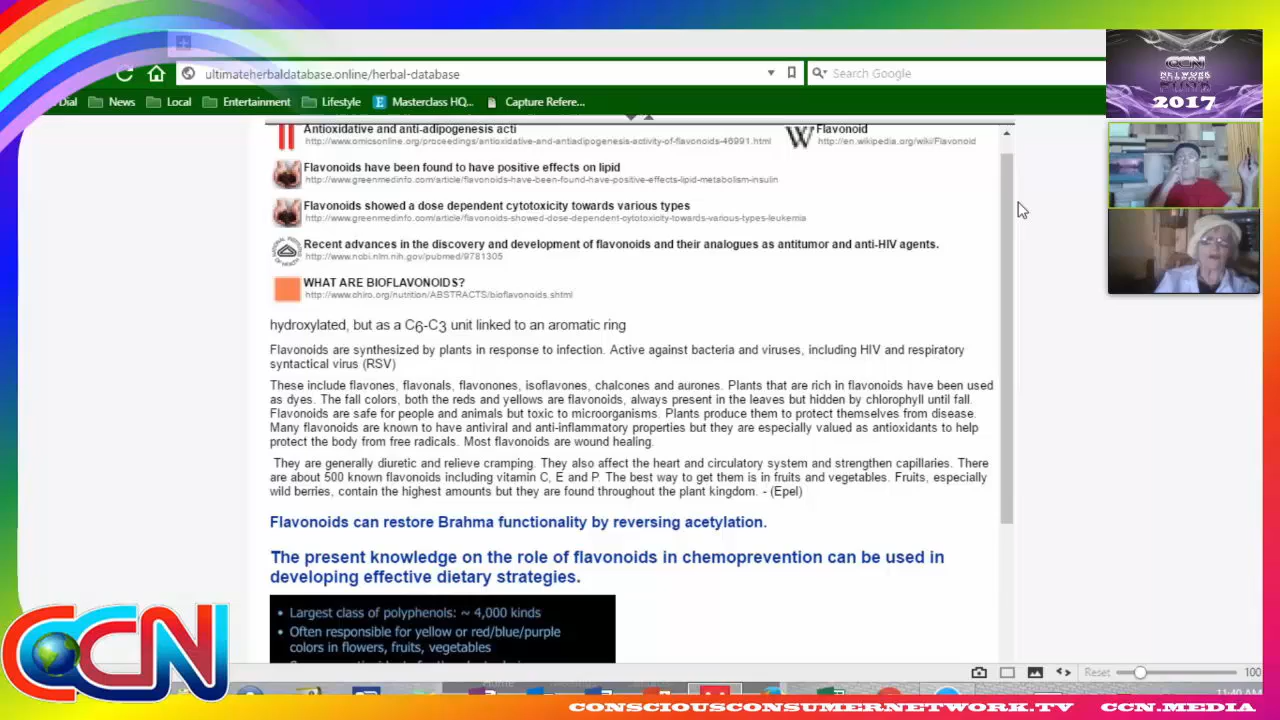 CCN
NETWORK
SUPPORT
2017
ultimateherbaldatabase.online/herbal-database
Search Google
Dial
News
Local
Entertainment
Lifestyle
Masterclass HQ...
Capture Refere...
Antioxidative and anti-adipogenesis acti
http://www.omicsonline.org/proceedings/antioxidative-and-antiadipogenesis-activity-of-flavonoids-46991.html
Flavonoid
http://en.wikipedia.org/wiki/Flavonoid
Flavonoids have been found to have positive effects on lipid
http://www.greenmedinfo.com/article/flavonoids-have-been-found-have-positive-effects-lipid-metabolism-insulin
Flavonoids showed a dose dependent cytotoxicity towards various types
http://www.greenmedinfo.com/article/flavonoids-showed-dose-dependent-cytotoxicity-towards-various-types-leukemia
Recent advances in the discovery and development of flavonoids and their analogues as antitumor and anti-HIV agents.
http://www.ncbi.nlm.nih.gov/pubmed/9781305
WHAT ARE BIOFLAVONOIDS?
http://www.chiro.org/nutrition/ABSTRACTS/bioflavonoids.shtml
hydroxylated, but as a C6-C3 unit linked to an aromatic ring
Flavonoids are synthesized by plants in response to infection. Active against bacteria and viruses, including HIV and respiratory
syntactical virus (RSV)
These include flavones, flavonals, flavonones, isoflavones, chalcones and aurones. Plants that are rich in flavonoids have been used
as dyes. The fall colors, both the reds and yellows are flavonoids, always present in the leaves but hidden by chlorophyll until fall.
Flavonoids are safe for people and animals but toxic to microorganisms. Plants produce them to protect themselves from disease.
Many flavonoids are known to have antiviral and anti-inflammatory properties but they are especially valued as antioxidants to help
protect the body from free radicals. Most flavonoids are wound healing.
They are generally diuretic and relieve cramping. They also affect the heart and circulatory system and strengthen capillaries. There
are about 500 known flavonoids including vitamin C, E and P. The best way to get them is in fruits and vegetables. Fruits, especially
wild berries, contain the highest amounts but they are found throughout the plant kingdom. - (Epel)
Flavonoids can restore Brahma functionality by reversing acetylation.
The present knowledge on the role of flavonoids in chemoprevention can be used in
developing effective dietary strategies.
• Largest class of polyphenols: ~ 4,000 kinds
• Often responsible for yellow or red/blue/purple
colors in flowers, fruits, vegetables
Reset
100
CCN
11:40 AM
CONSCIOUSCONSUMERNETWORK.TV CCN.MEDIA